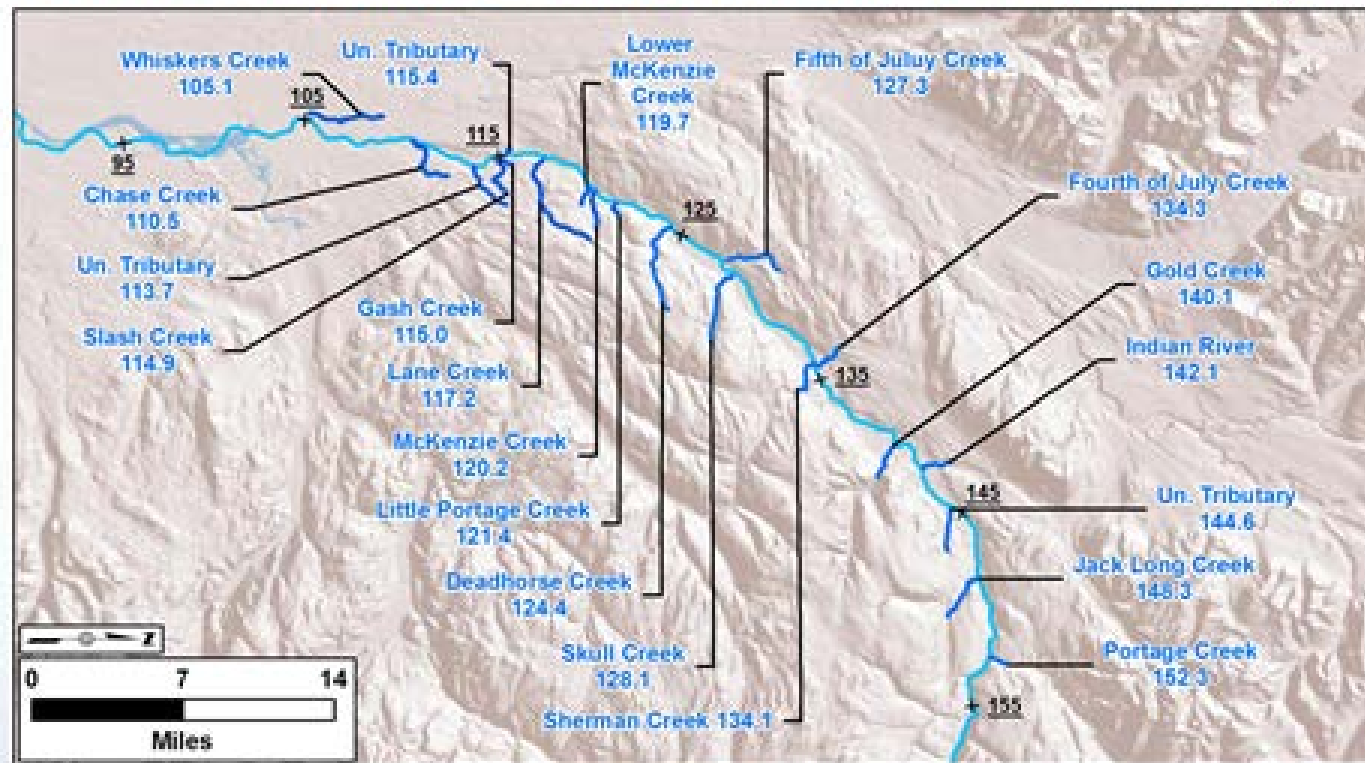 Whiskers Creek
105.1
Un. Tributary
115.4
Lower
McKenzie
Creek
119.7
Fifth of Juluy Creek
127.3
105
95
115
125
Chase Creek
110.5
Fourth of July Creek
134.3
Un. Tributary
113.7
Gold Creek
140.1
Slash Creek
114.9
Gash Creek
115.0
Indian River
142.1
Lane Creek
117.2
135
McKenzie Creek
120.2
145
Un. Tributary
144.6
Little Portage Creek
121.4
Deadhorse Creek
124.4
Jack Long Creek
148.3
Skull Creek
128.1
Portage Creek
152.3
Sherman Creek 134.1
155
Z
0 7 14
Miles